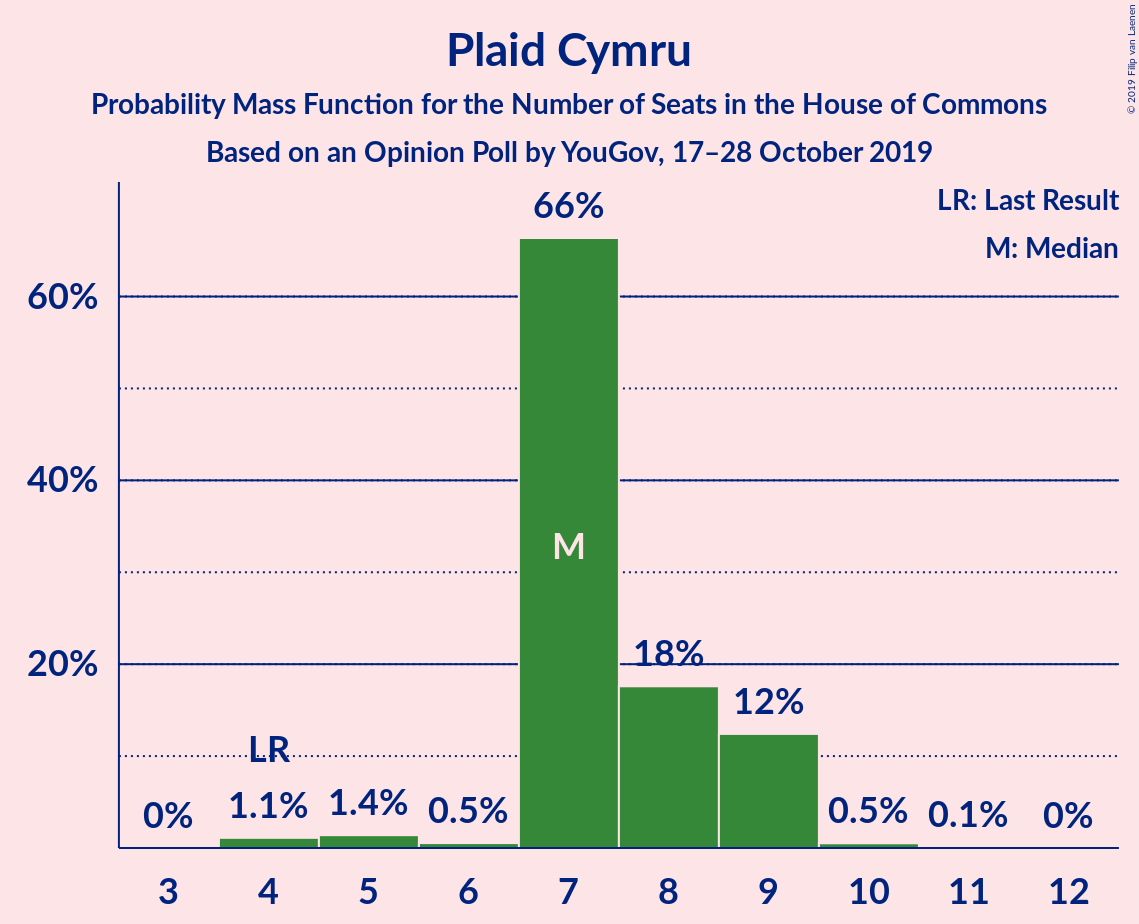 Plaid Cymru
Probability Mass Function for the Number of Seats in the House of Commons
Based on an Opinion Poll by YouGov, 17–28 October 2019
© 2019 Filip van Laenen
LR: Last Result
M: Median
60%
40%
20%
0%
LR
1.1%
1.4%
0.5%
66%
M
18%
12%
0.5%
0.1%
0%
3 4 5 6 7 8 9 10 11 12